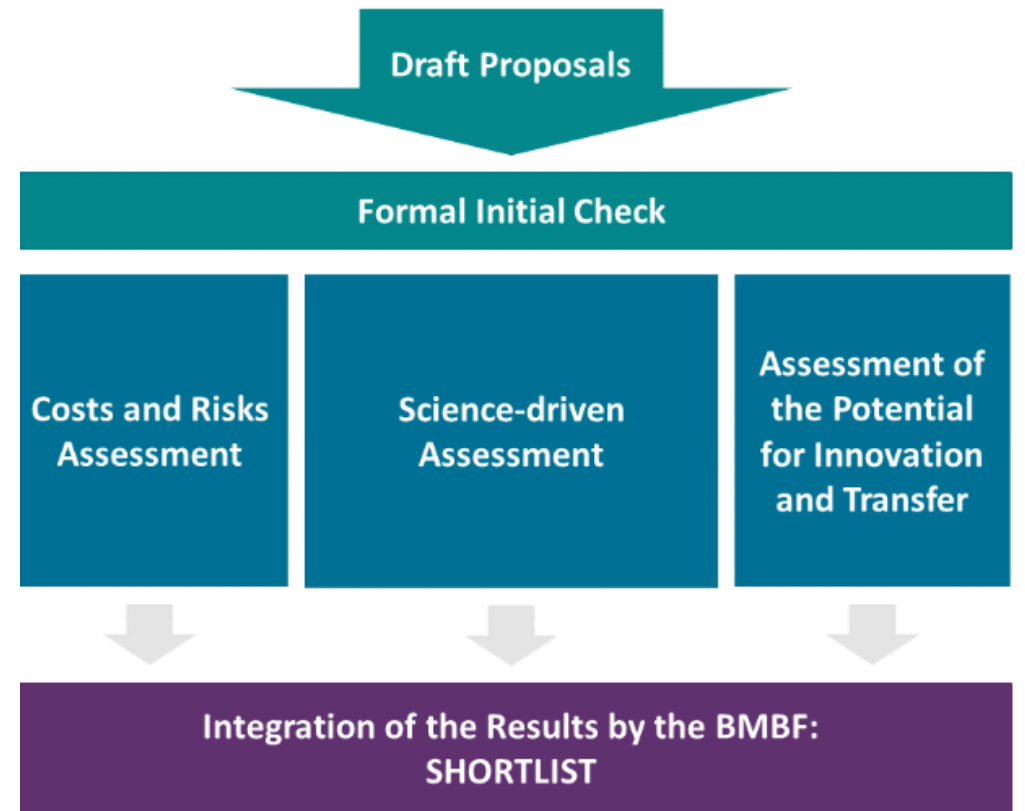 Draft Proposals
Formal Initial Check
Costs and Risks
Assessment
Science-driven
Assessment
Assessment of
the Potential
for Innovation
and Transfer
Integration of the Results by the BMBF:
SHORTLIST